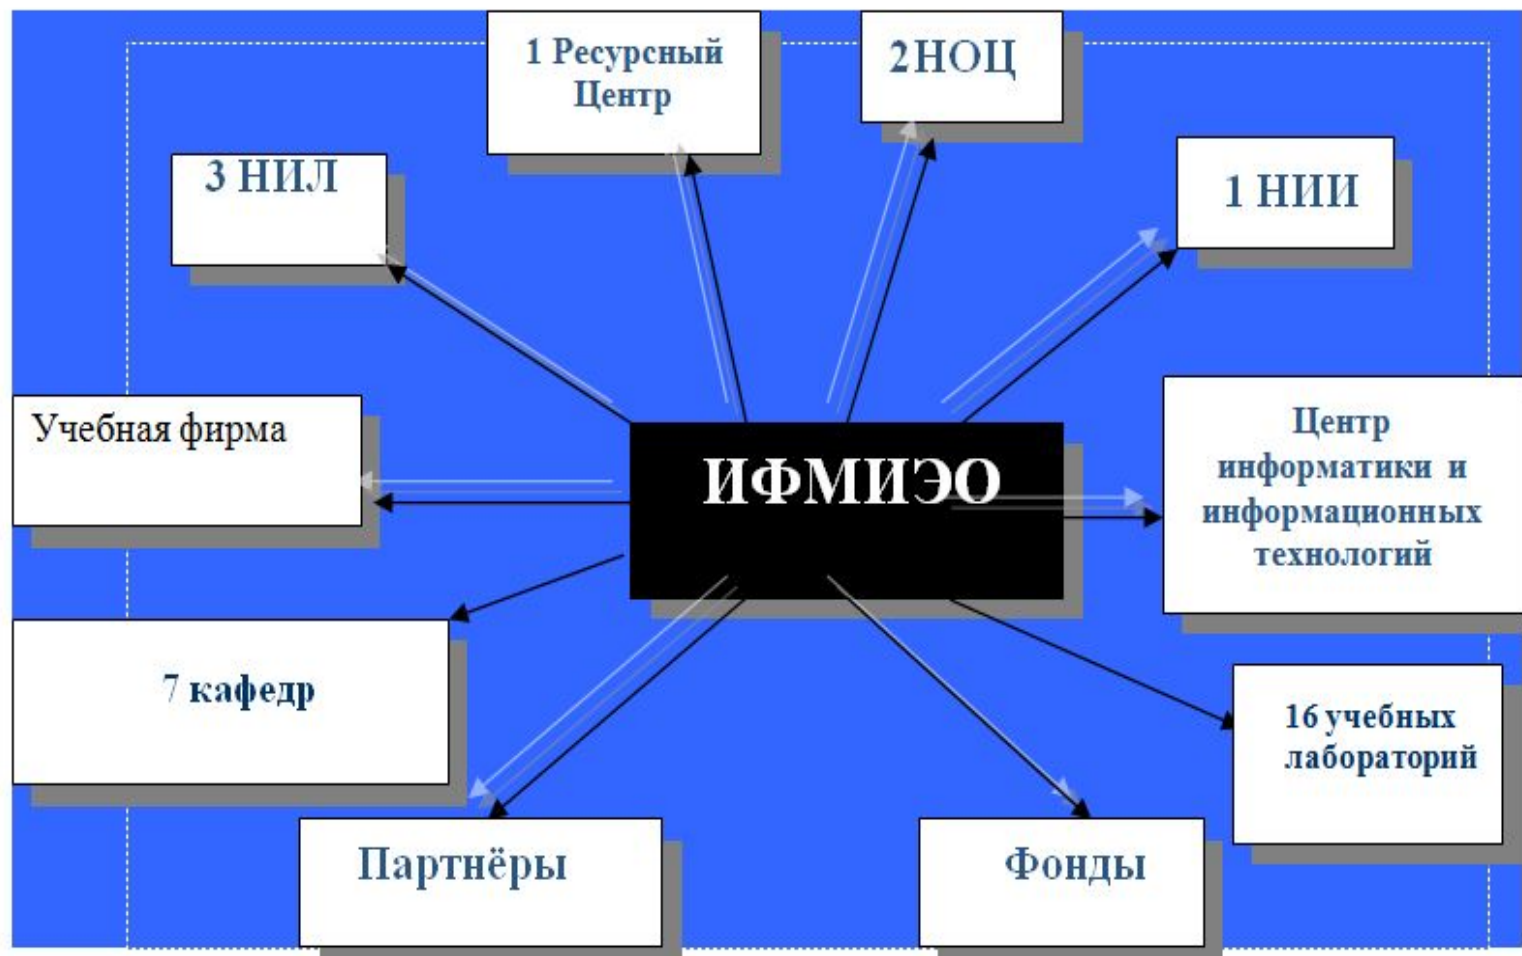 1 Ресурсный
Центр
2НОЦ
3 НИЛ
1 НИИ
Учебная фирма
ИФМИЭО
Центр
информатики и
информационных
технологий
7 кафедр
16 учебных
лабораторий
Партнёры
Фонды